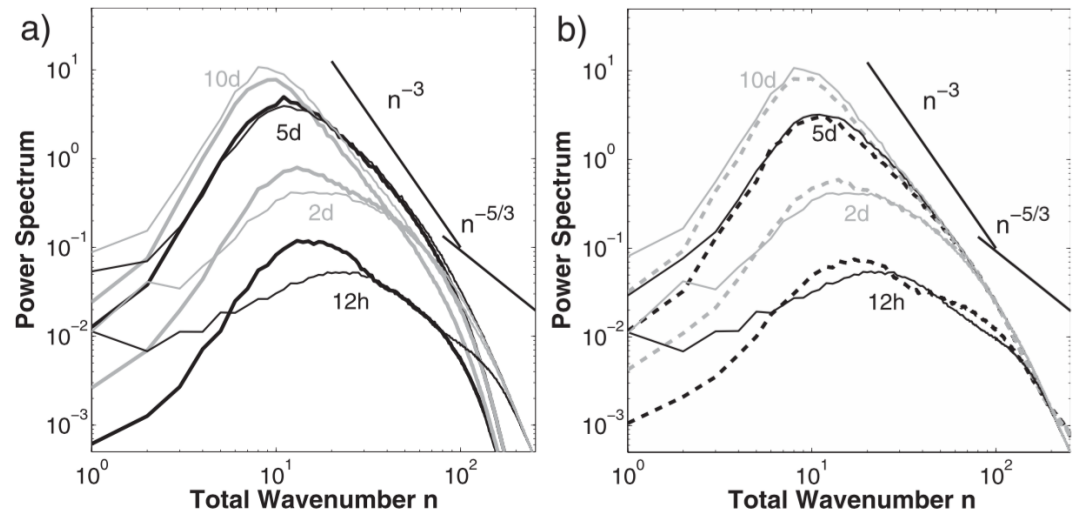 a)
10d
5d
2d
12h
n⁻³
n⁻⁵/³
10¹
10⁰
10⁻¹
10⁻²
10⁻³
10⁰
10¹
10²
Power Spectrum
Total Wavenumber n
b)
10d
5d
2d
12h
n⁻³
n⁻⁵/³
10¹
10⁰
10⁻¹
10⁻²
10⁻³
10⁰
10¹
10²
Power Spectrum
Total Wavenumber n